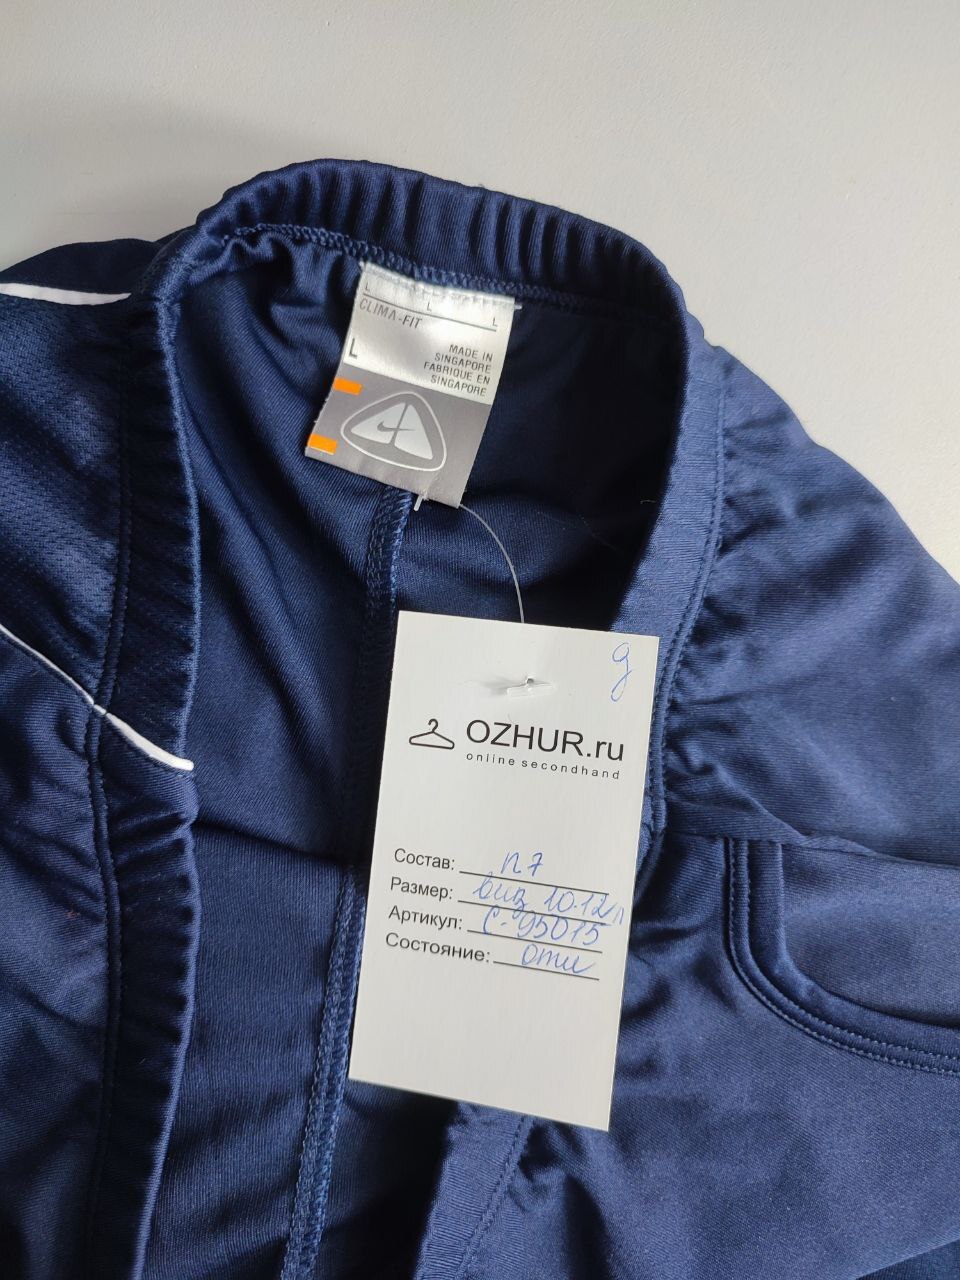 L L L
CLIMA-FIT
L
MADE IN
SINGAPORE
FABRIQUE EN
SINGAPORE
g
OZHUR.ru
online secondhand
Состав: п7
Размер: виз 10.12л
Артикул: С-95015
Состояние: отл